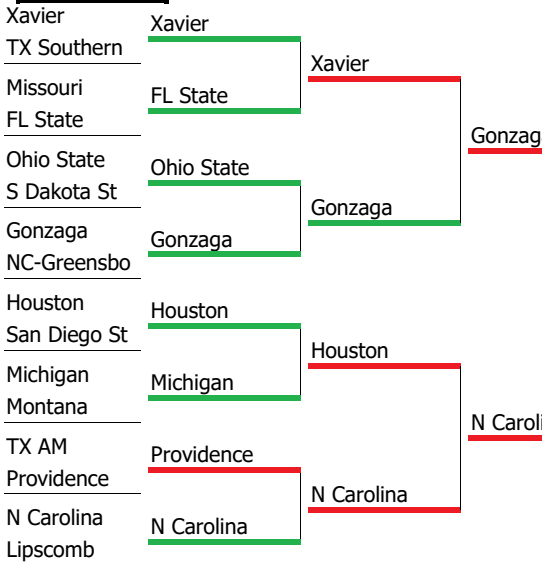 Xavier
TX Southern
Missouri
FL State
Ohio State
S Dakota St
Gonzaga
NC-Greensbo
Houston
San Diego St
Michigan
Montana
TX AM
Providence
N Carolina
Lipscomb
Xavier
FL State
Ohio State
Gonzaga
Houston
Michigan
Providence
N Carolina
Xavier
Gonzaga
Houston
N Carolina
Gonzag
N Caroli